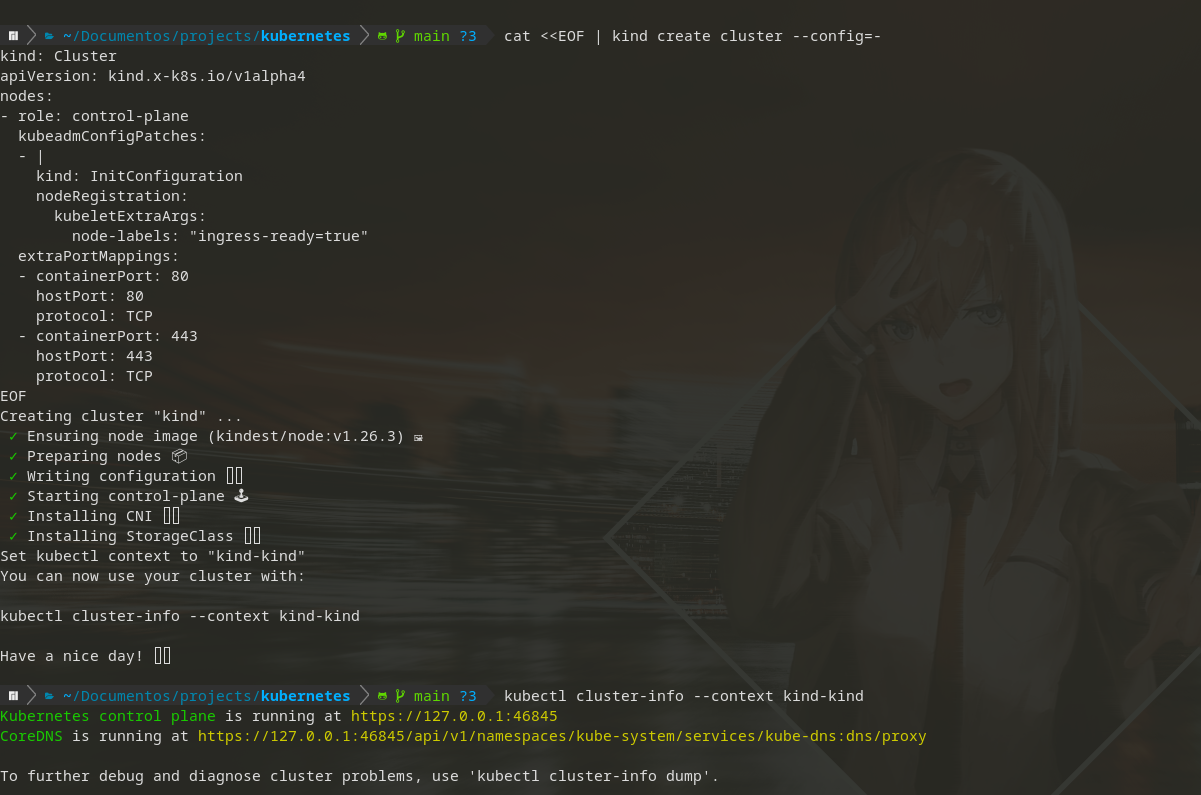 ~/Documentos/projects/kubernetes main ?3 cat <<EOF | kind create cluster --config=-
kind: Cluster
apiVersion: kind.x-k8s.io/v1alpha4
nodes:
- role: control-plane
  kubeadmConfigPatches:
  - |
    kind: InitConfiguration
    nodeRegistration:
      kubeletExtraArgs:
        node-labels: "ingress-ready=true"
  extraPortMappings:
  - containerPort: 80
    hostPort: 80
    protocol: TCP
  - containerPort: 443
    hostPort: 443
    protocol: TCP
EOF
Creating cluster "kind" ...
 ✓ Ensuring node image (kindest/node:v1.26.3) 🖼
 ✓ Preparing nodes 📦
 ✓ Writing configuration
 ✓ Starting control-plane 🕹
 ✓ Installing CNI
 ✓ Installing StorageClass
Set kubectl context to "kind-kind"
You can now use your cluster with:

kubectl cluster-info --context kind-kind

Have a nice day!

~/Documentos/projects/kubernetes main ?3 kubectl cluster-info --context kind-kind
Kubernetes control plane is running at https://127.0.0.1:46845
CoreDNS is running at https://127.0.0.1:46845/api/v1/namespaces/kube-system/services/kube-dns:dns/proxy

To further debug and diagnose cluster problems, use 'kubectl cluster-info dump'.